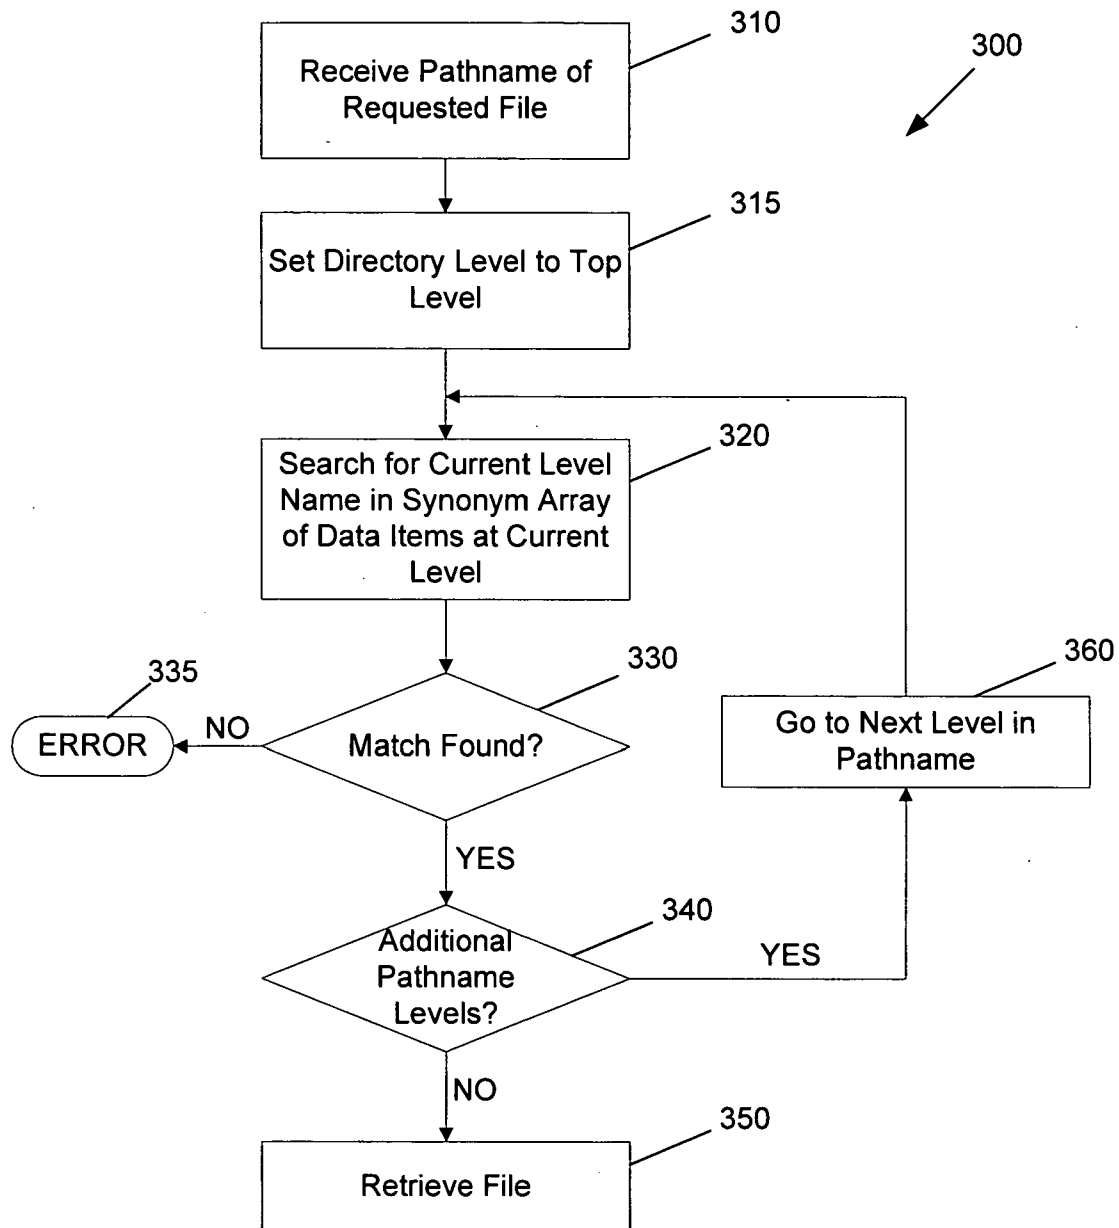 310
Receive Pathname of
Requested File
300
315
Set Directory Level to Top
Level
320
Search for Current Level
Name in Synonym Array
of Data Items at Current
Level
330
Match Found?
NO
335
ERROR
360
Go to Next Level in
Pathname
YES
340
Additional
Pathname
Levels?
YES
NO
350
Retrieve File